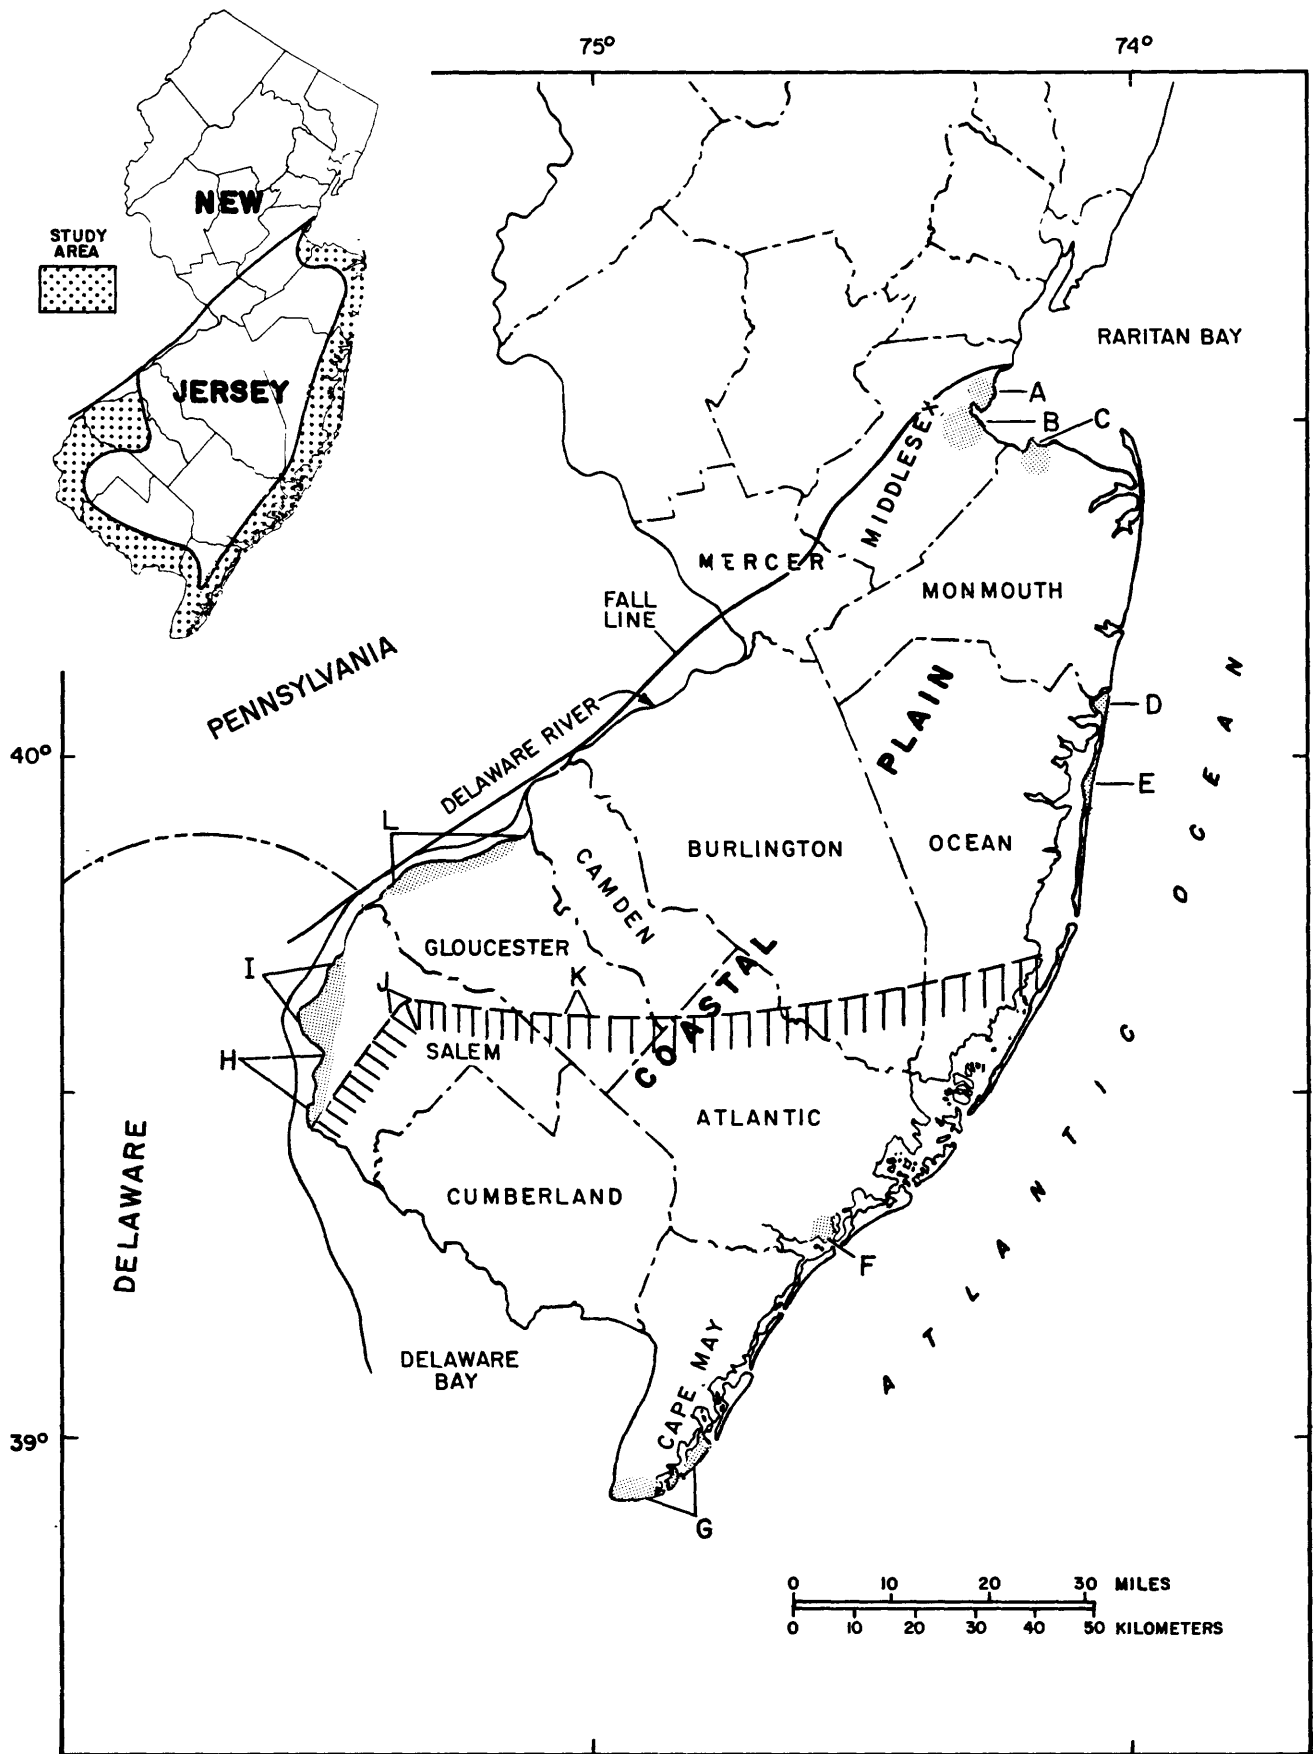 75° 74°
NEW
JERSEY
STUDY
AREA
RARITAN BAY
A
B
C
MIDDLESEX
MERCER
MONMOUTH
FALL
LINE
PENNSYLVANIA
DELAWARE RIVER
PLAIN
D
40°
E
OCEAN
BURLINGTON
CAMDEN
L
GLOUCESTER
I
J
K
COASTAL
H
SALEM
ATLANTIC
DELAWARE
CUMBERLAND
F
ATLANTIC OCEAN
DELAWARE
BAY
CAPE MAY
39°
G
0 10 20 30 MILES
0 10 20 30 40 50 KILOMETERS